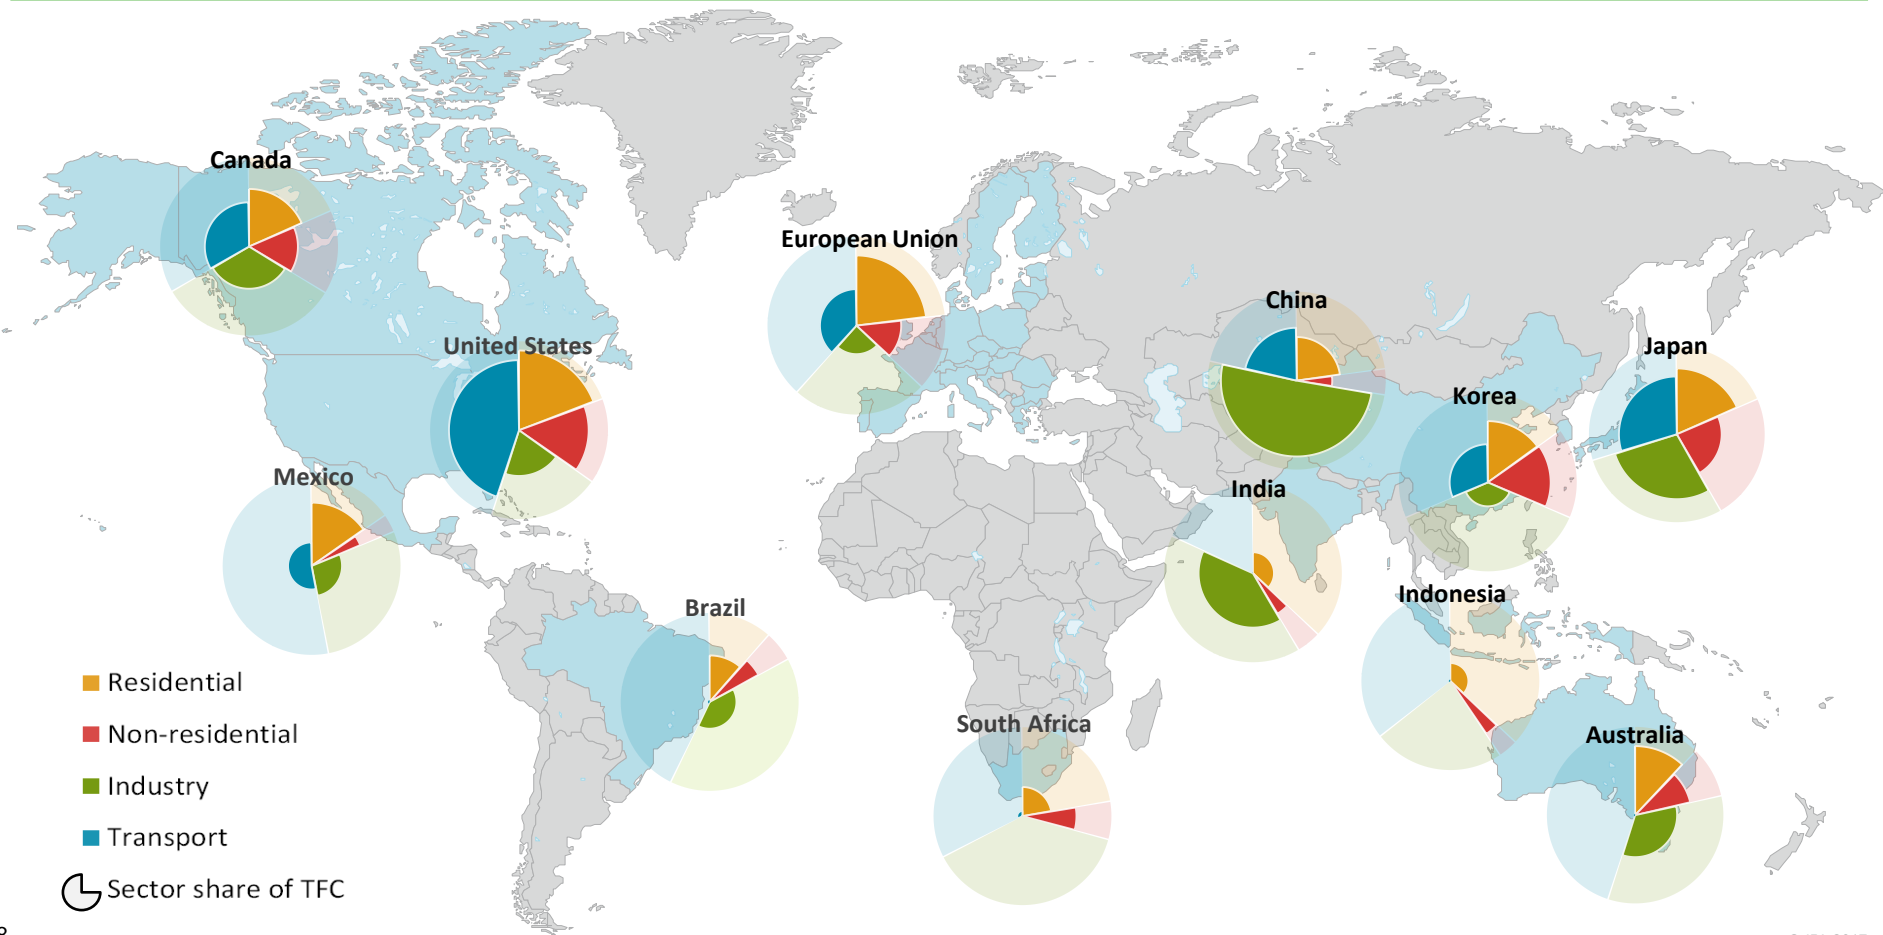 Canada
European Union
China
United States
Japan
Korea
Mexico
India
Indonesia
Brazil
South Africa
Australia
Residential
Non-residential
Industry
Transport
Sector share of TFC